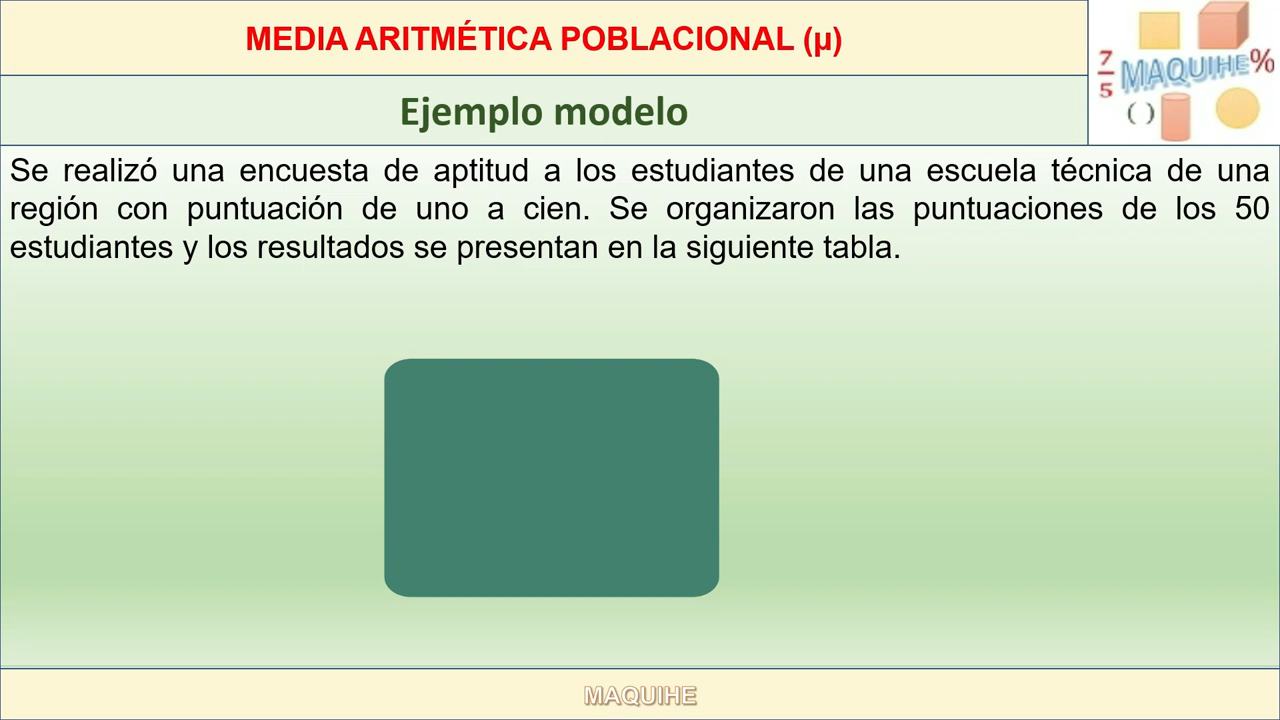 MEDIA ARITMÉTICA POBLACIONAL (µ)
Ejemplo modelo
7
5
MAQUIHE%
( )
Se realizó una encuesta de aptitud a los estudiantes de una escuela técnica de una
región con puntuación de uno a cien. Se organizaron las puntuaciones de los 50
estudiantes y los resultados se presentan en la siguiente tabla.
MAQUIHE